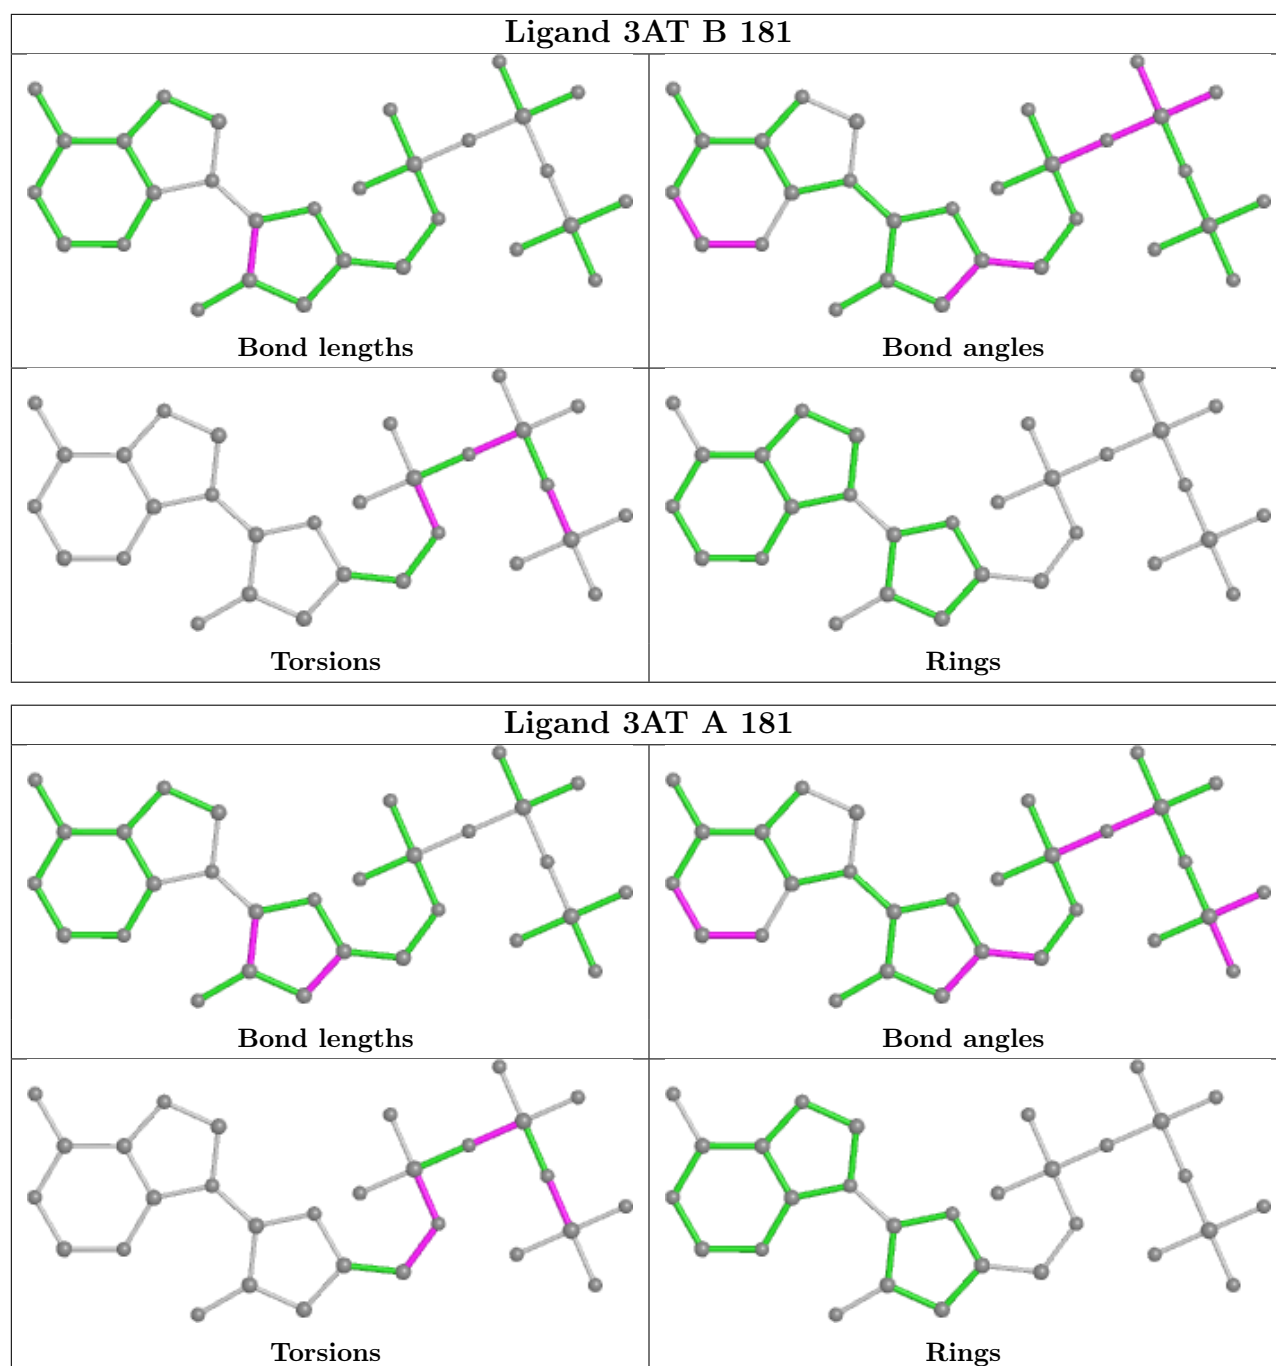 Ligand 3AT B 181
Bond lengths
Bond angles
Torsions
Rings
Ligand 3AT A 181
Bond lengths
Bond angles
Torsions
Rings